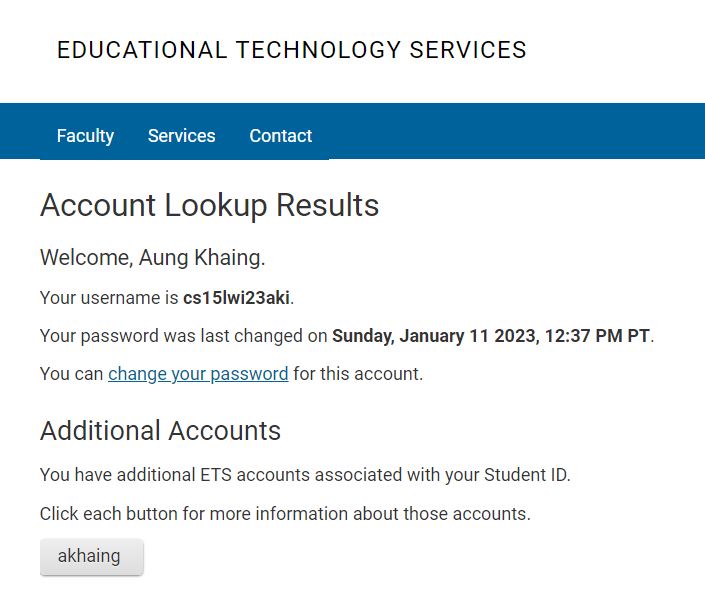 EDUCATIONAL TECHNOLOGY SERVICES
Faculty Services Contact
Account Lookup Results
Welcome, Aung Khaing.
Your username is cs15lwi23aki.
Your password was last changed on Sunday, January 11 2023, 12:37 PM PT.
You can change your password for this account.
Additional Accounts
You have additional ETS accounts associated with your Student ID.
Click each button for more information about those accounts.
akhaing